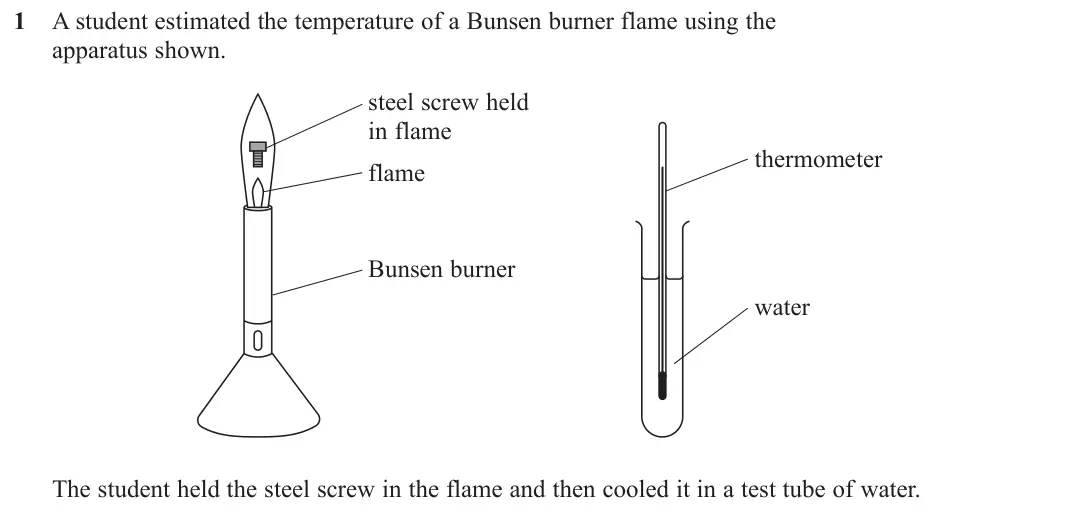 1 A student estimated the temperature of a Bunsen burner flame using the
apparatus shown.
steel screw held
in flame
flame
Bunsen burner
thermometer
water
The student held the steel screw in the flame and then cooled it in a test tube of water.